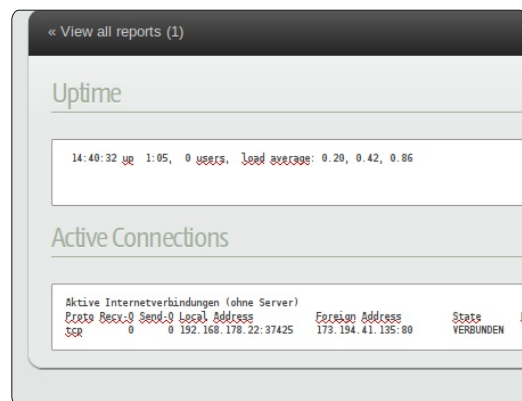 « View all reports (1)
Uptime
14:40:32 up 1:05, 0 users, load average: 0.20, 0.42, 0.86
Active Connections
Aktive Internetverbindungen (ohne Server)
Proto Recv-Q Send-Q Local Address Foreign Address State
tcp 0 0 192.168.178.22:37425 173.194.41.135:80 VERBUNDEN